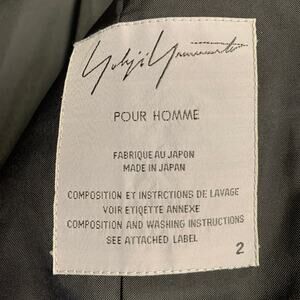 Yohji Yamamoto
POUR HOMME
FABRIQUE AU JAPON
MADE IN JAPAN
COMPOSITION ET INSTRCTIONS DE LAVAGE
VOIR ETIQETTE ANNEXE
COMPOSITION AND WASHING INSTRUCTIONS
SEE ATTACHED LABEL
2